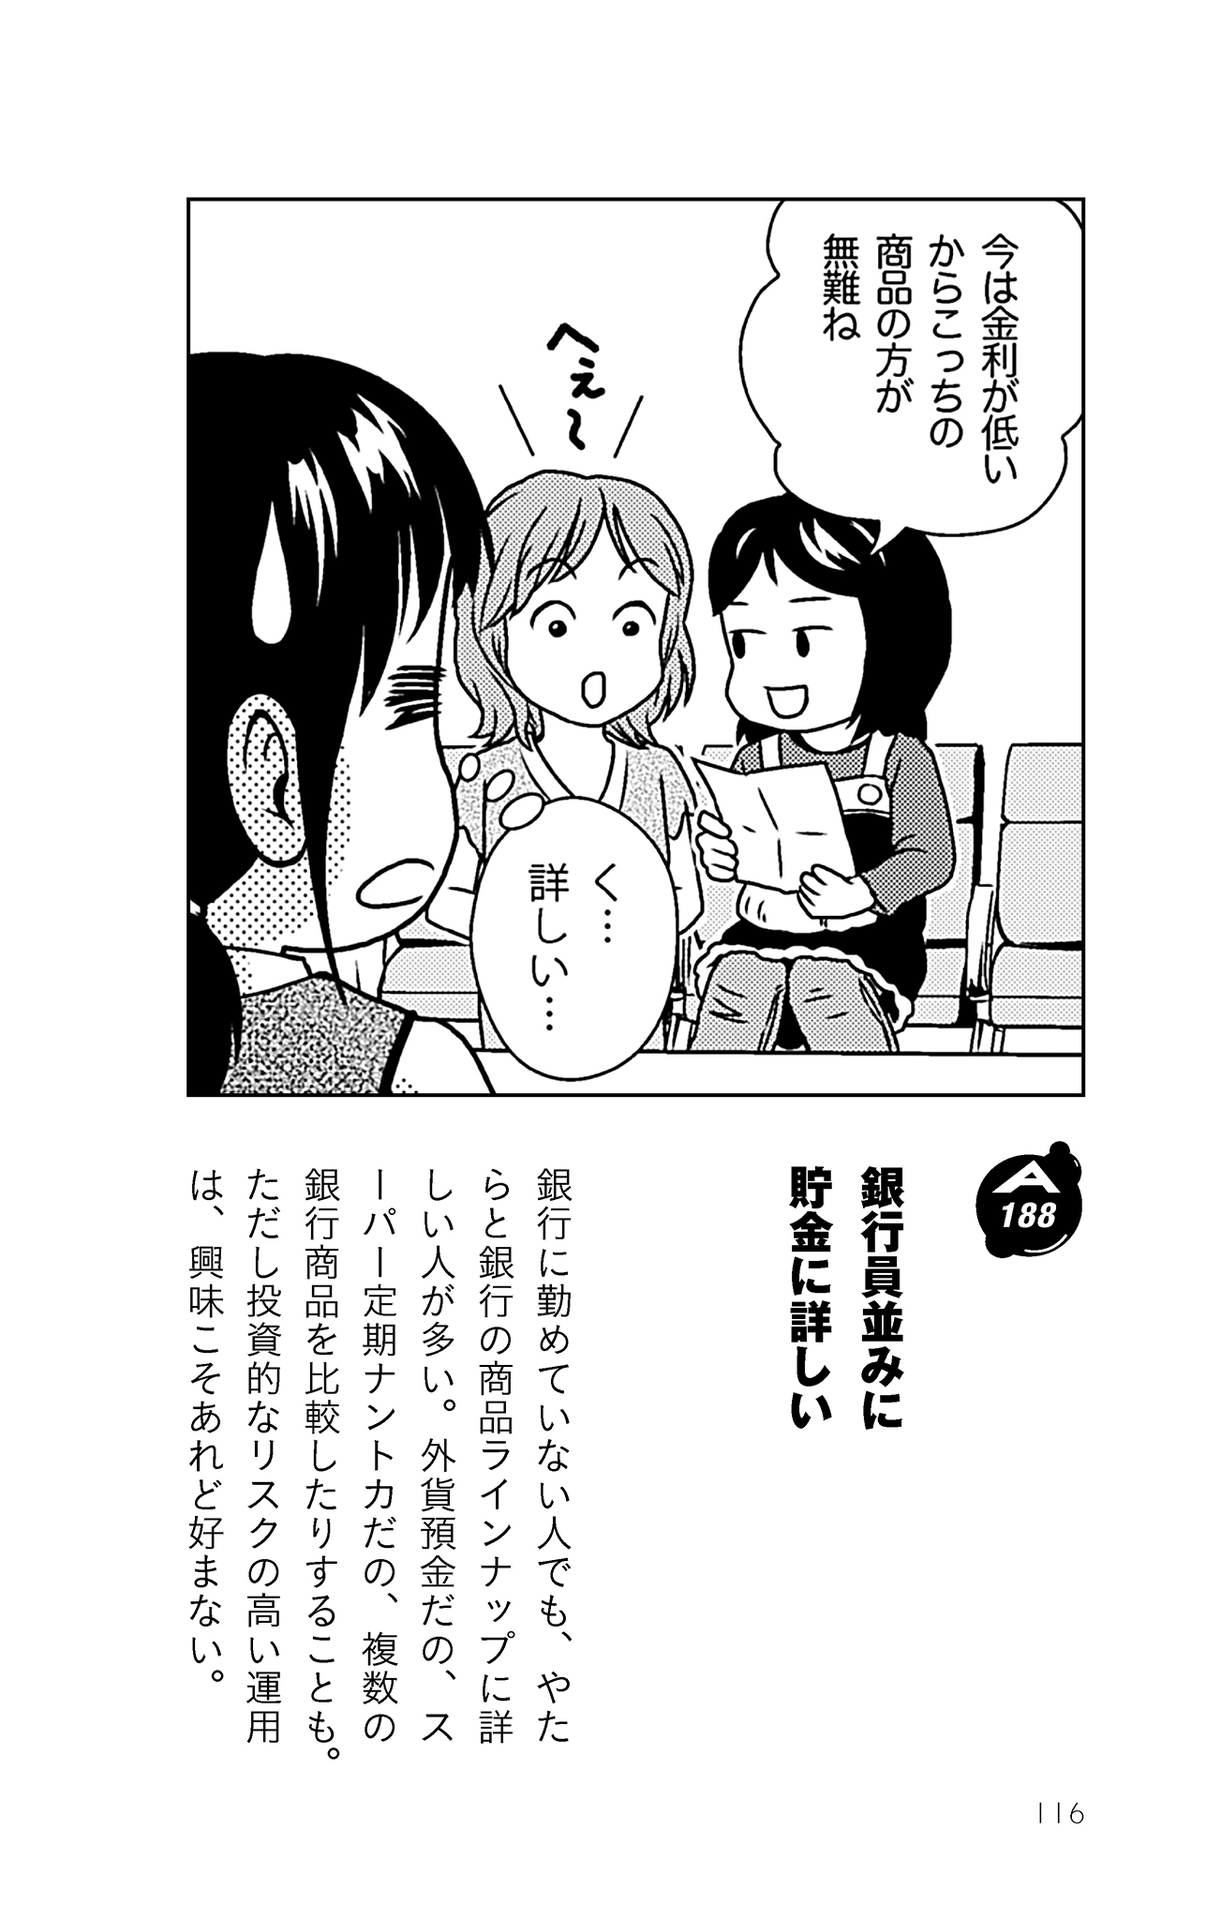 今は金利が低い
からこっちの
商品の方が
無難ね
へぇ～
く…
詳しい…
A
188
銀行員並みに
貯金に詳しい
銀行に勤めていない人でも、やた
らと銀行の商品ラインナップに詳
しい人が多い。外貨預金だの、ス
ーパー定期ナントカだの、複数の
銀行商品を比較したりすることも。
ただし投資的なリスクの高い運用
は、興味こそあれど好まない。
116